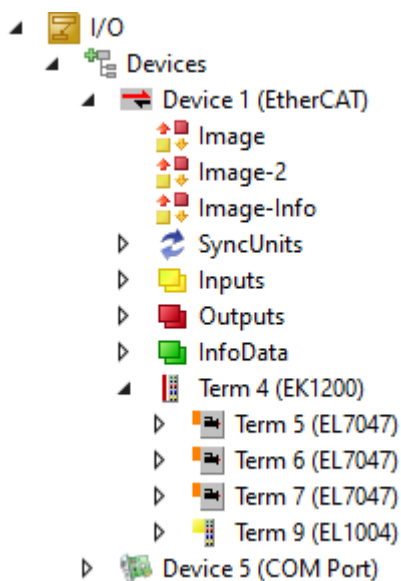 I/O
Devices
Device 1 (EtherCAT)
Image
Image-2
Image-Info
SyncUnits
Inputs
Outputs
InfoData
Term 4 (EK1200)
Term 5 (EL7047)
Term 6 (EL7047)
Term 7 (EL7047)
Term 9 (EL1004)
Device 5 (COM Port)